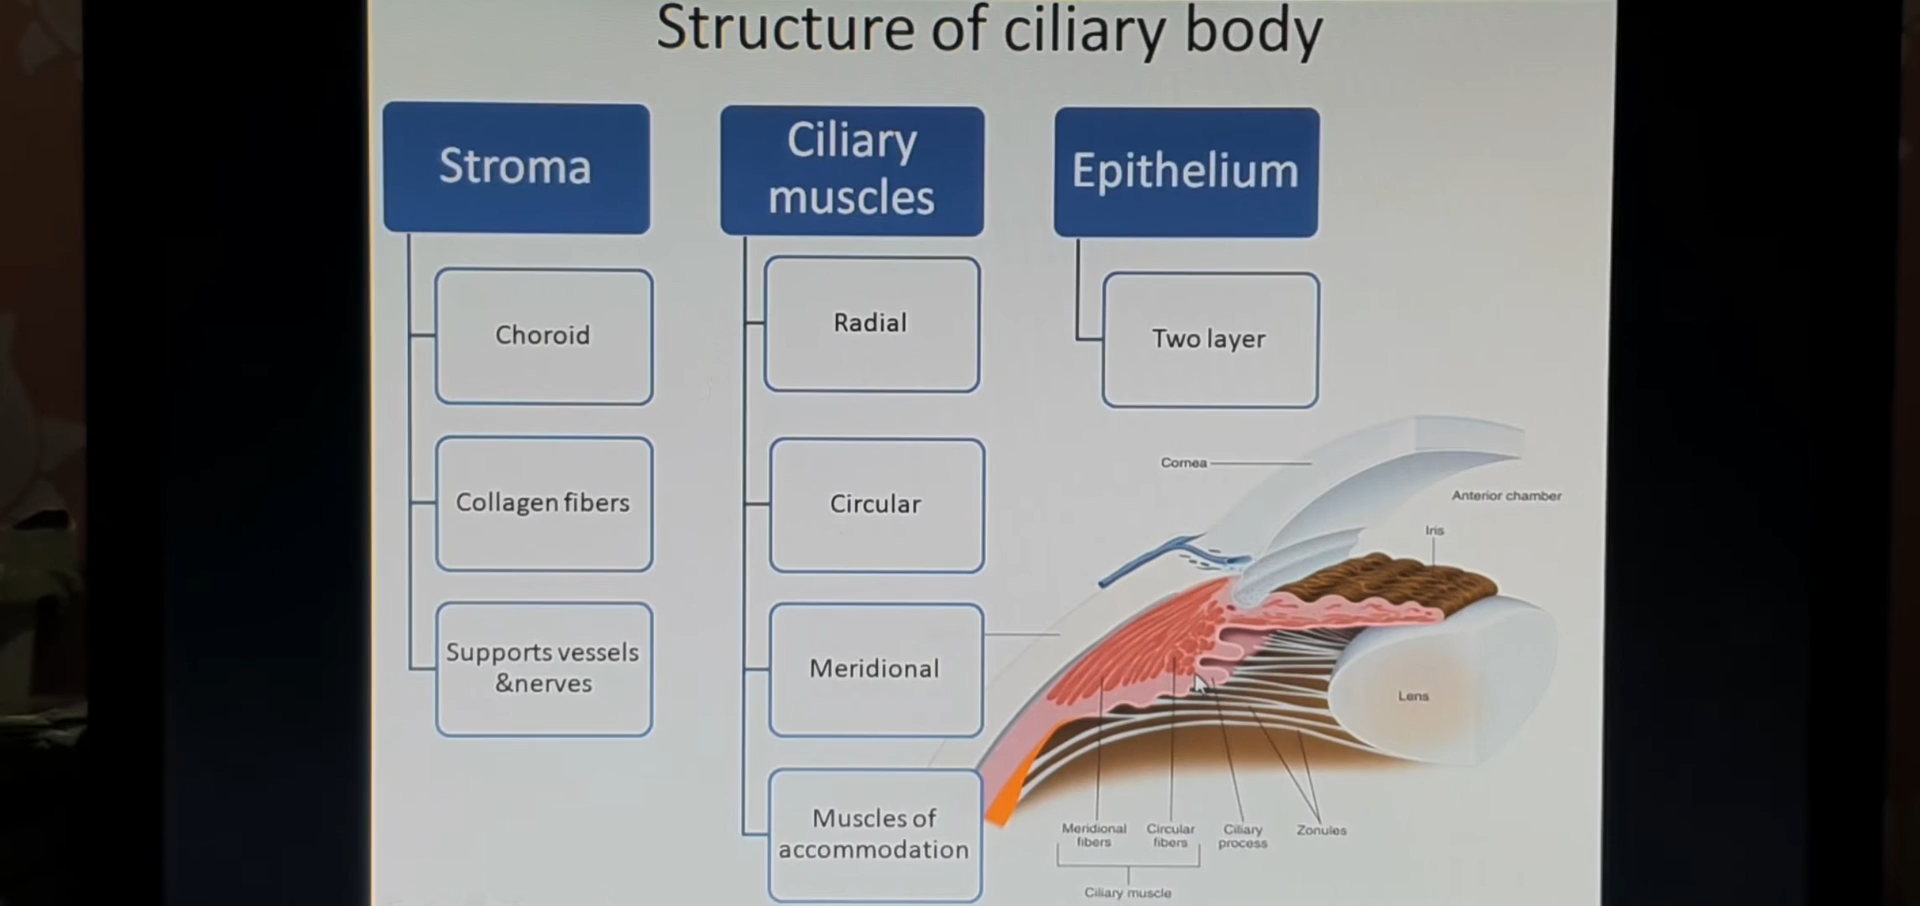 Structure of ciliary body
Stroma
Choroid
Collagen fibers
Supports vessels
&nerves
Ciliary
muscles
Radial
Circular
Meridional
Muscles of
accommodation
Epithelium
Two layer
Cornea
Anterior chamber
Iris
Lens
Meridional
fibers
Circular
fibers
Ciliary
process
Zonules
Ciliary muscle